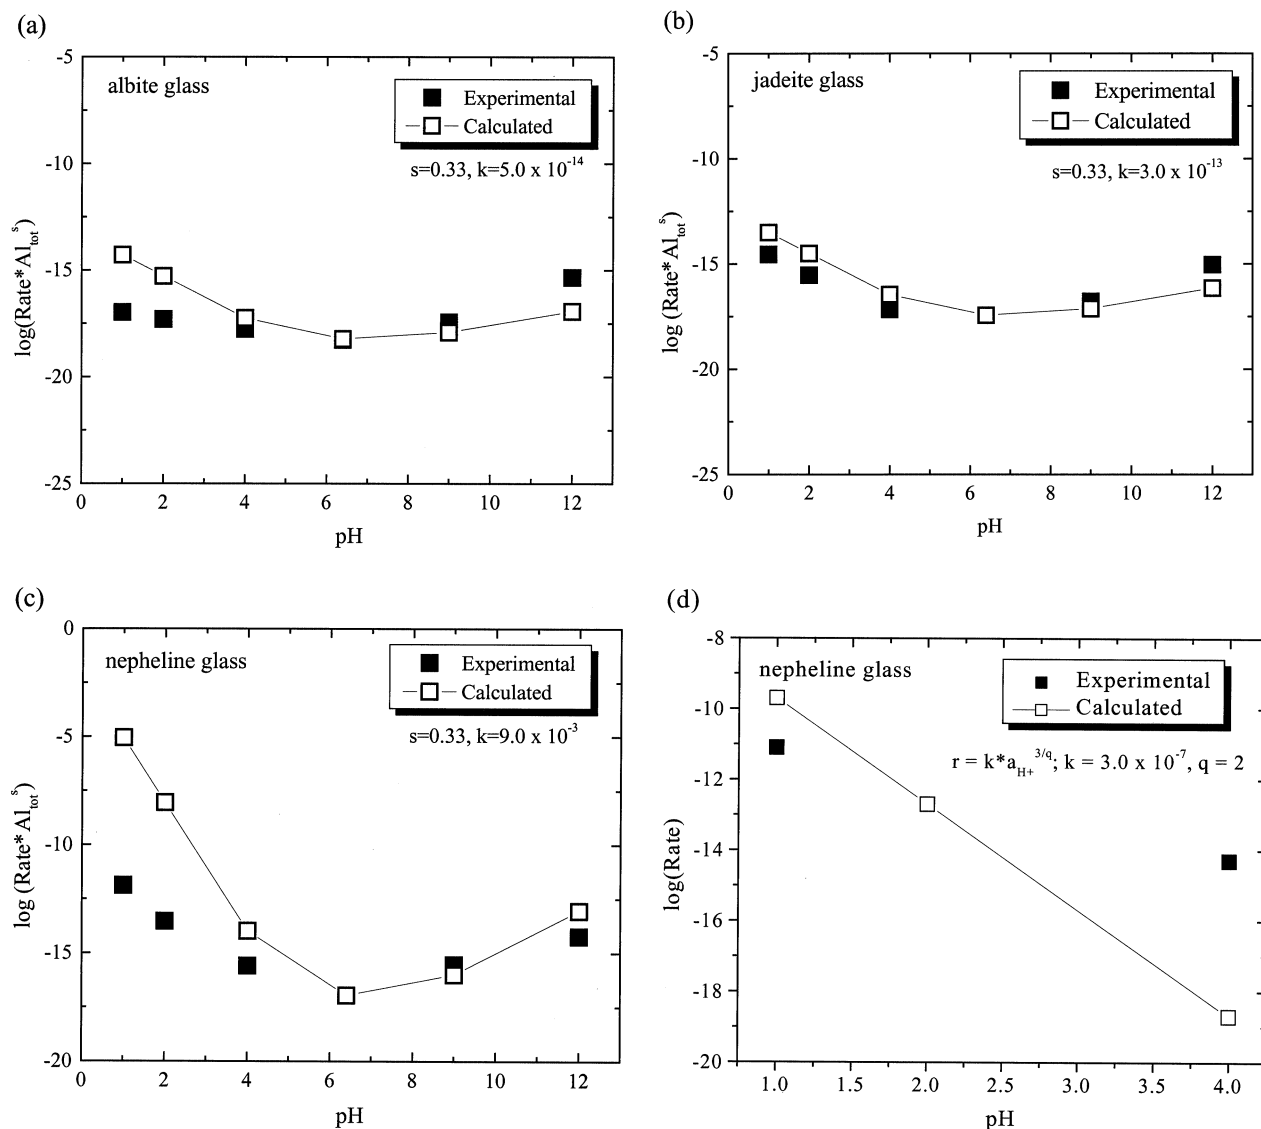 (a)
albite glass
Experimental
Calculated
s=0.33, k=5.0 x 10^-14
log(Rate* Al_tot^s)
-5
-10
-15
-20
-25
0 2 4 6 8 10 12
pH
(b)
jadeite glass
Experimental
Calculated
s=0.33, k=3.0 x 10^-13
log (Rate* Al_tot^s)
-5
-10
-15
-20
-25
0 2 4 6 8 10 12
pH
(c)
nepheline glass
Experimental
Calculated
s=0.33, k=9.0 x 10^-3
log (Rate* Al_tot^s)
0
-5
-10
-15
-20
0 2 4 6 8 10 12
pH
(d)
nepheline glass
Experimental
Calculated
r = k*a_H+^3/q; k = 3.0 x 10^-7, q = 2
log(Rate)
-8
-10
-12
-14
-16
-18
-20
1.0 1.5 2.0 2.5 3.0 3.5 4.0
pH